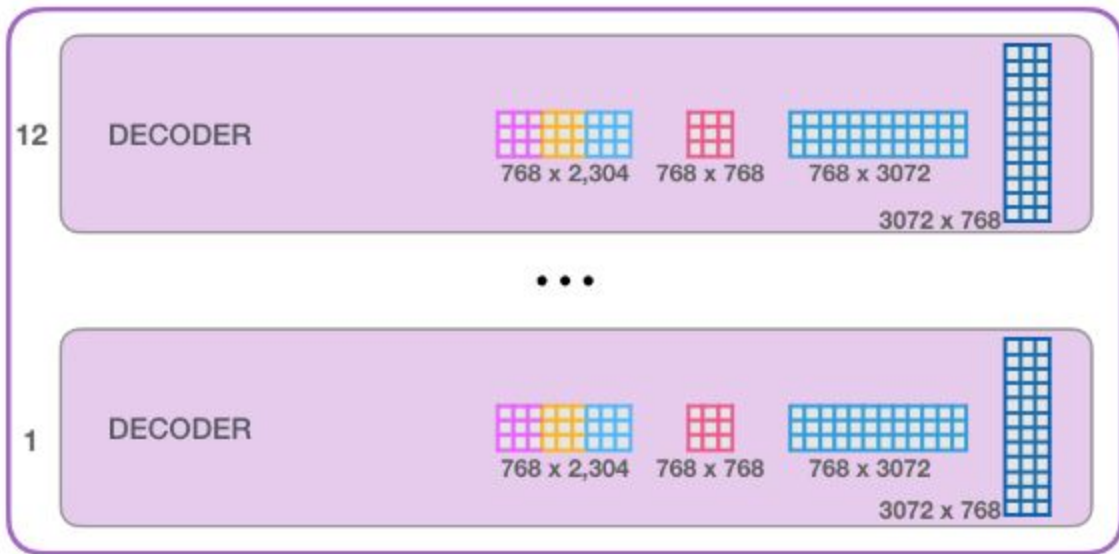 12
DECODER
768 x 2,304
768 x 768
768 x 3072
3072 x 768
...
1
DECODER
768 x 2,304
768 x 768
768 x 3072
3072 x 768